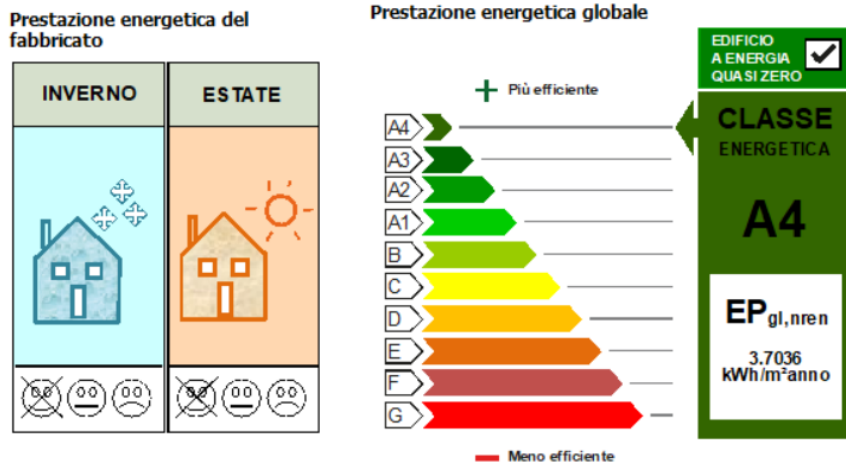 Prestazione energetica del
fabbricato
INVERNO
ESTATE
Prestazione energetica globale
+ Più efficiente
A4
A3
A2
A1
B
C
D
E
F
G
— Meno efficiente
EDIFICIO
A ENERGIA
QUASI ZERO
CLASSE
ENERGETICA
A4
EPgl,nren
3.7036
kWh/m²anno